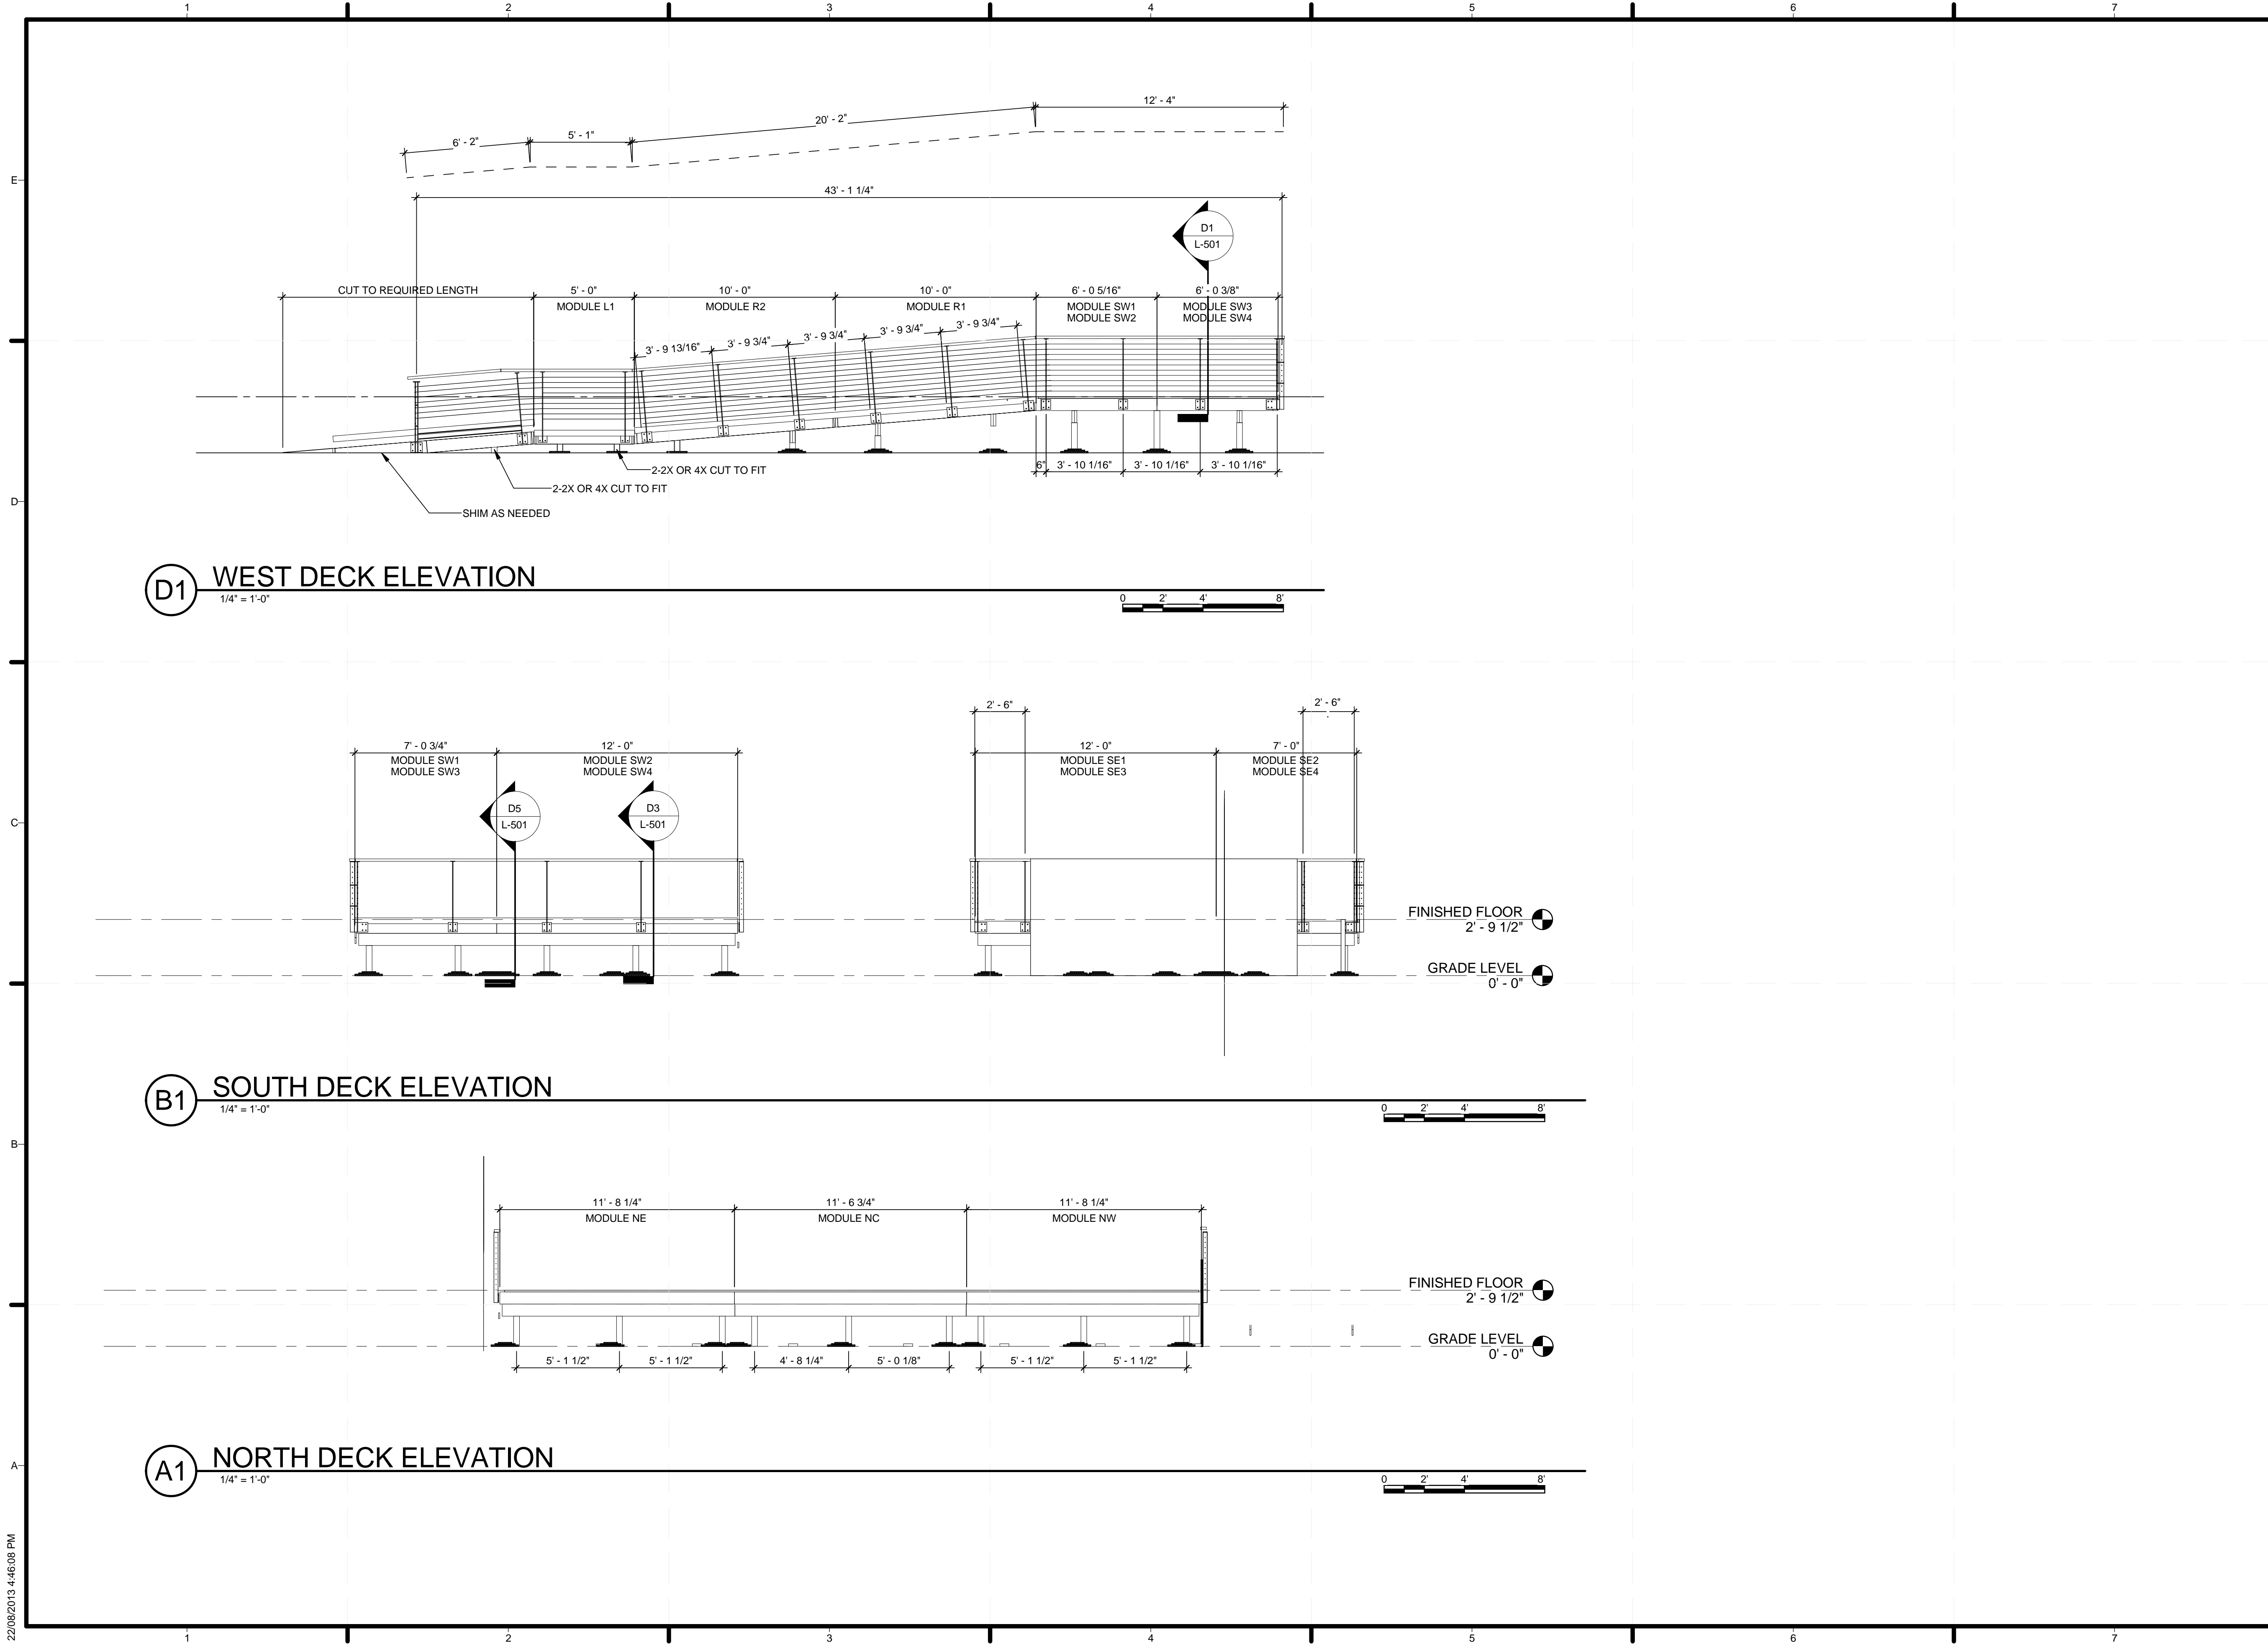 1 2 3 4 5 6 7
12' - 4"
20' - 2"
5' - 1"
6' - 2"
E
43' - 1 1/4"
D1
L-501
CUT TO REQUIRED LENGTH
5' - 0"
10' - 0"
10' - 0"
6' - 0 5/16"
6' - 0 3/8"
MODULE L1
MODULE R2
MODULE R1
MODULE SW1
MODULE SW2
MODULE SW3
MODULE SW4
3' - 9 13/16"
3' - 9 3/4"
3' - 9 3/4"
3' - 9 3/4"
3' - 9 3/4"
6"
3' - 10 1/16"
3' - 10 1/16"
3' - 10 1/16"
2-2X OR 4X CUT TO FIT
2-2X OR 4X CUT TO FIT
D
SHIM AS NEEDED
D1
WEST DECK ELEVATION
1/4" = 1'-0"
0 2' 4' 8'
2' - 6"
2' - 6"
7' - 0 3/4"
12' - 0"
12' - 0"
7' - 0"
MODULE SW1
MODULE SW3
MODULE SW2
MODULE SW4
MODULE SE1
MODULE SE3
MODULE SE2
MODULE SE4
C
D5
L-501
D3
L-501
FINISHED FLOOR
2' - 9 1/2"
GRADE LEVEL
0' - 0"
B1
SOUTH DECK ELEVATION
1/4" = 1'-0"
0 2' 4' 8'
B
11' - 8 1/4"
11' - 6 3/4"
11' - 8 1/4"
MODULE NE
MODULE NC
MODULE NW
FINISHED FLOOR
2' - 9 1/2"
GRADE LEVEL
0' - 0"
5' - 1 1/2"
5' - 1 1/2"
4' - 8 1/4"
5' - 0 1/8"
5' - 1 1/2"
5' - 1 1/2"
A
A1
NORTH DECK ELEVATION
1/4" = 1'-0"
0 2' 4' 8'
22/08/2013 4:46:08 PM
1 2 3 4 5 6 7